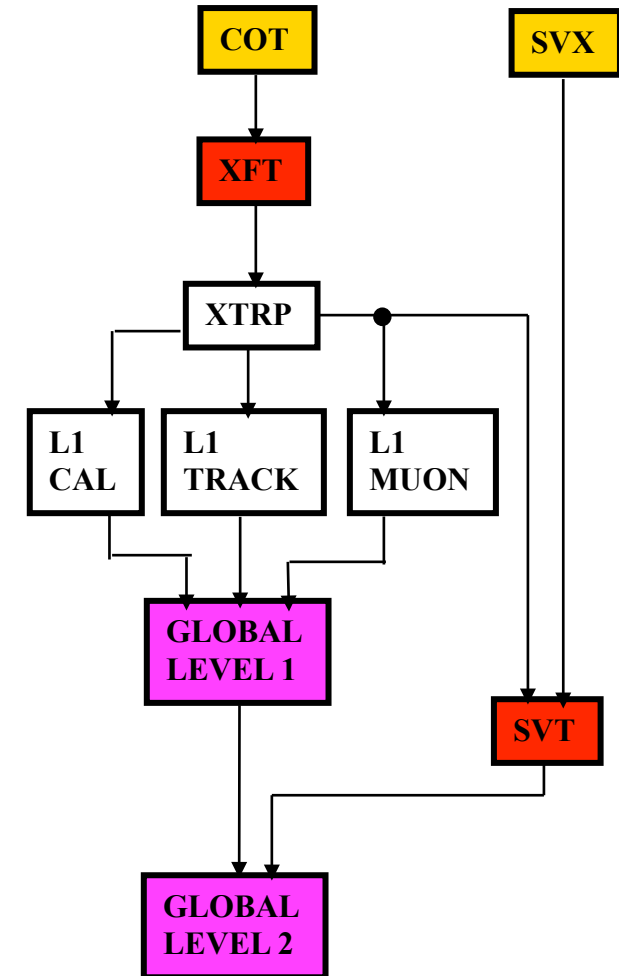 COT
SVX
XFT
XTRP
L1
CAL
L1
TRACK
L1
MUON
GLOBAL
LEVEL 1
SVT
GLOBAL
LEVEL 2